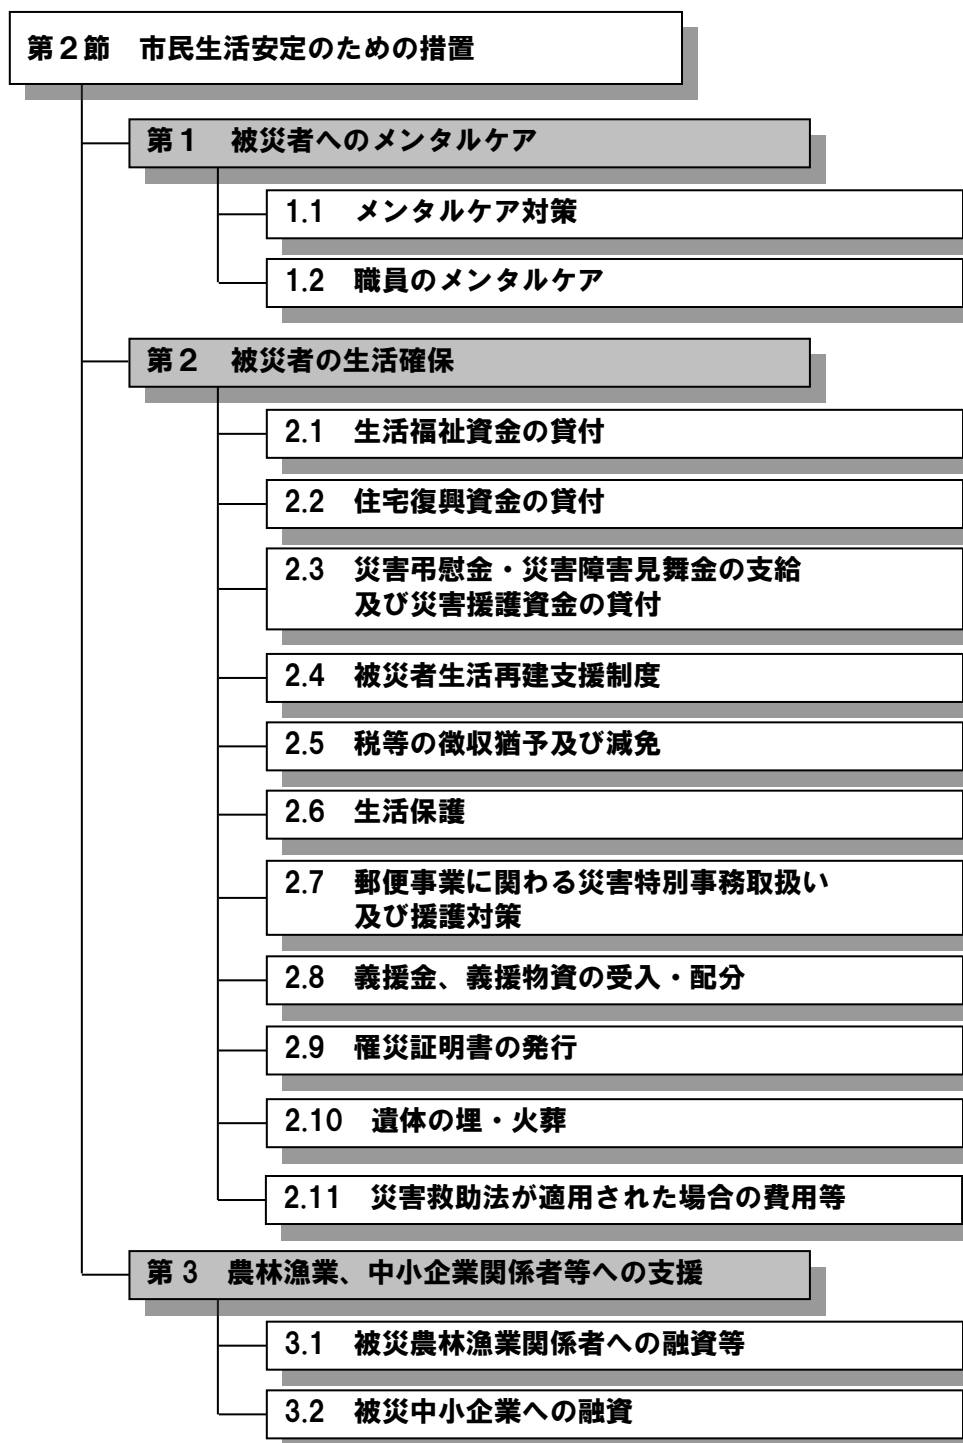 第２節　市民生活安定のための措置
第１　被災者へのメンタルケア
1.1　メンタルケア対策
1.2　職員のメンタルケア
第２　被災者の生活確保
2.1　生活福祉資金の貸付
2.2　住宅復興資金の貸付
2.3　災害弔慰金・災害障害見舞金の支給
及び災害援護資金の貸付
2.4　被災者生活再建支援制度
2.5　税等の徴収猶予及び減免
2.6　生活保護
2.7　郵便事業に関わる災害特別事務取扱い
及び援護対策
2.8　義援金、義援物資の受入・配分
2.9　罹災証明書の発行
2.10　遺体の埋・火葬
2.11　災害救助法が適用された場合の費用等
第３　農林漁業、中小企業関係者等への支援
3.1　被災農林漁業関係者への融資等
3.2　被災中小企業への融資